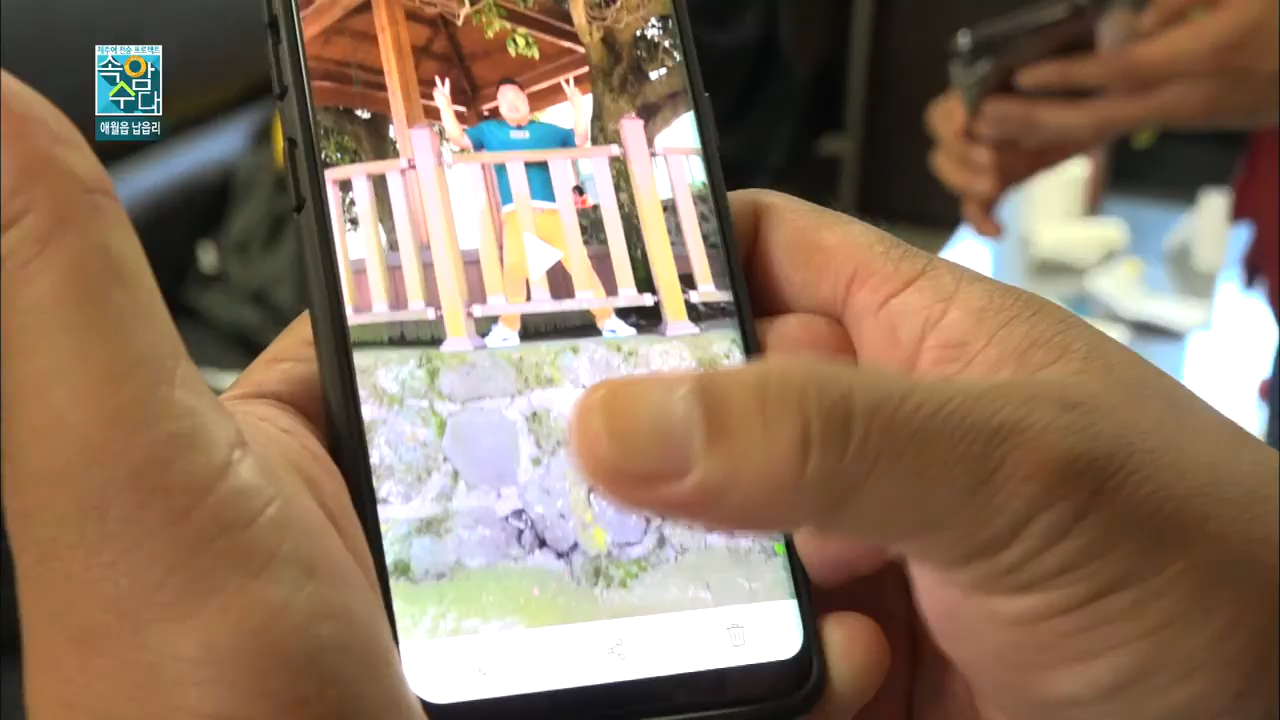 제주어 전승 프로젝트
속암
수다
애월읍 납읍리